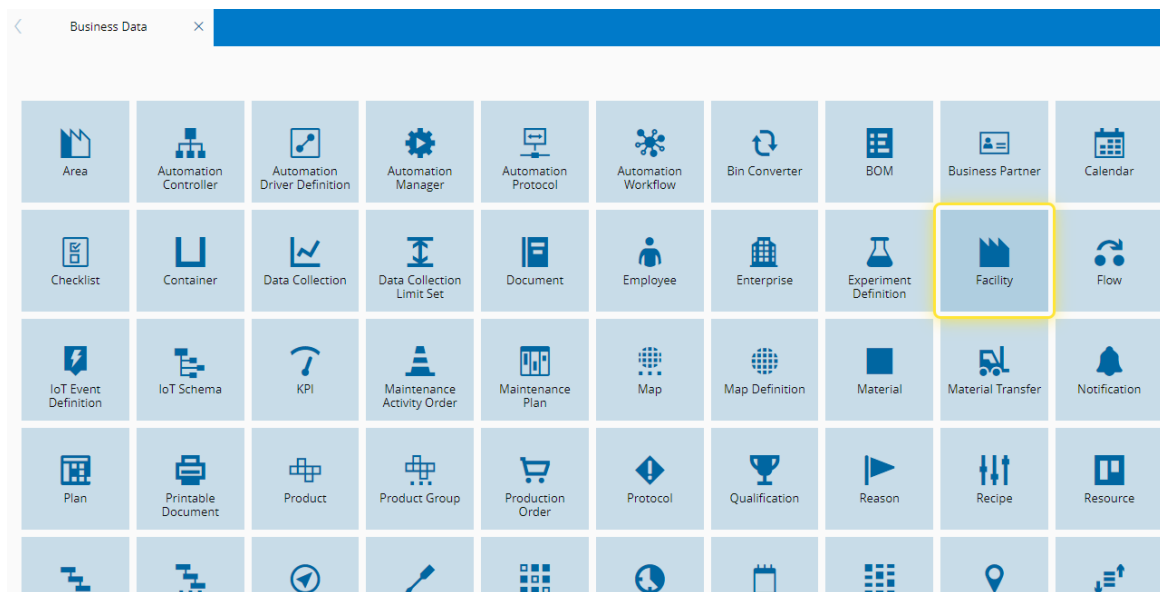 Business Data
Area
Automation
Controller
Automation
Driver Definition
Automation
Manager
Automation
Protocol
Automation
Workflow
Bin Converter
BOM
Business Partner
Calendar
Checklist
Container
Data Collection
Data Collection
Limit Set
Document
Employee
Enterprise
Experiment
Definition
Facility
Flow
IoT Event
Definition
IoT Schema
KPI
Maintenance
Activity Order
Maintenance
Plan
Map
Map Definition
Material
Material Transfer
Notification
Plan
Printable
Document
Product
Product Group
Production
Order
Protocol
Qualification
Reason
Recipe
Resource